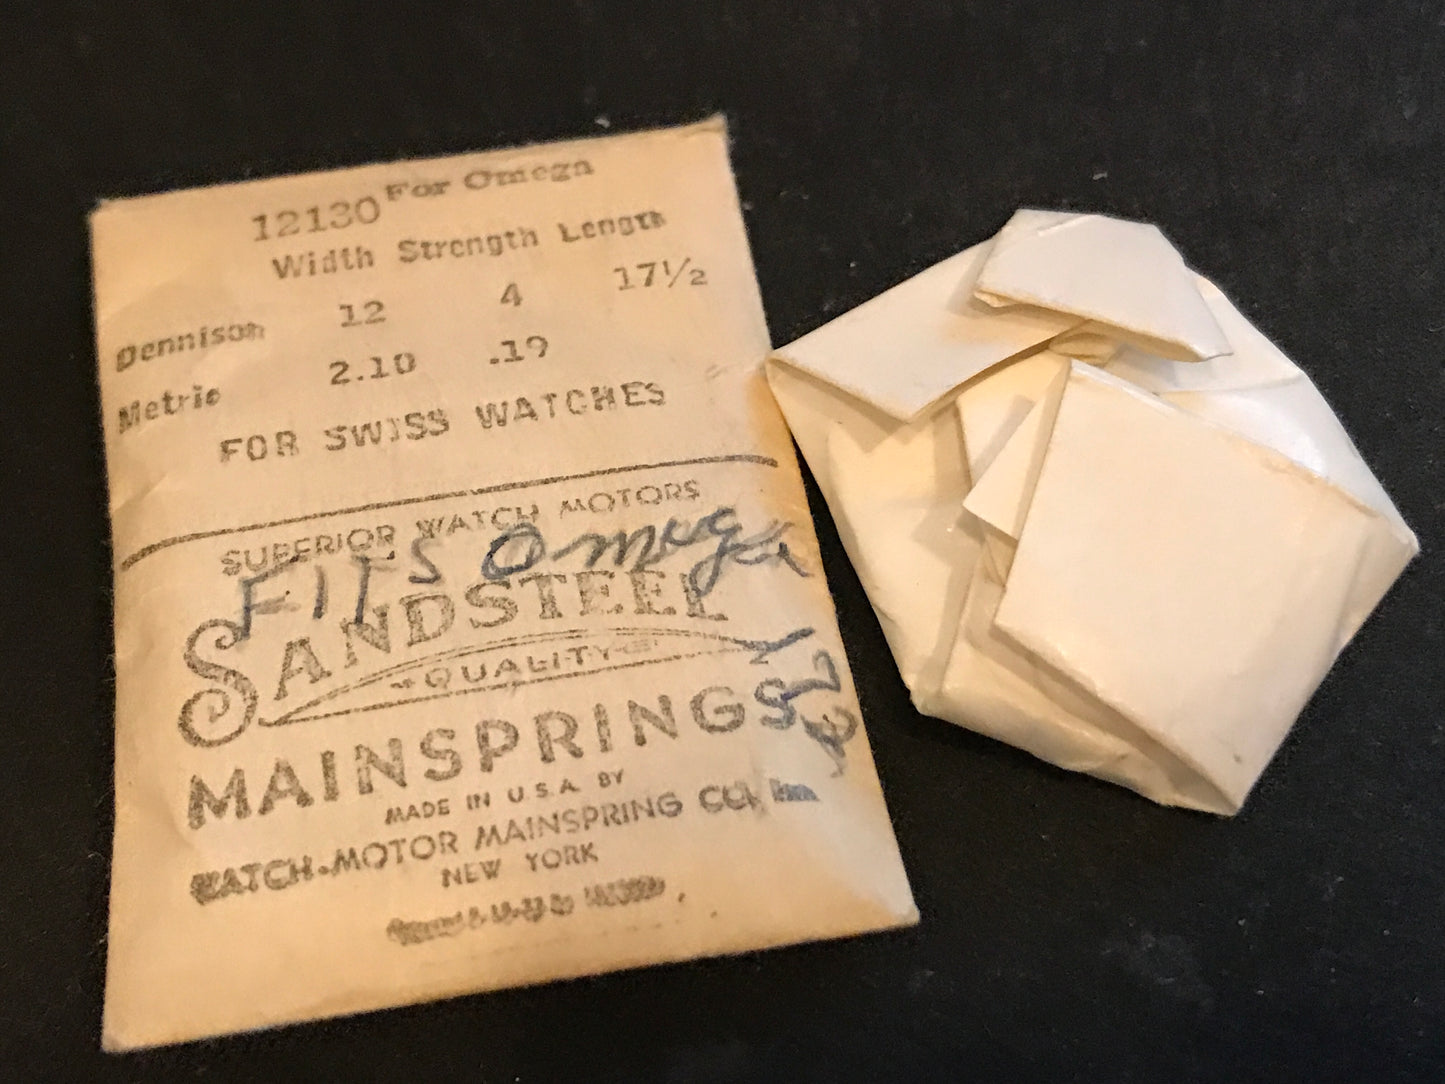 12130 For Omega
Width Strength Length
Dennison 12 4 17½
Metric 2.10 .19
FOR SWISS WATCHES
SUPERIOR WATCH MOTORS
FITS Omega
SANDSTEEL
QUALITY
MAINSPRINGS
MADE IN U.S.A. BY
WATCH-MOTOR MAINSPRING CO., Inc.
NEW YORK